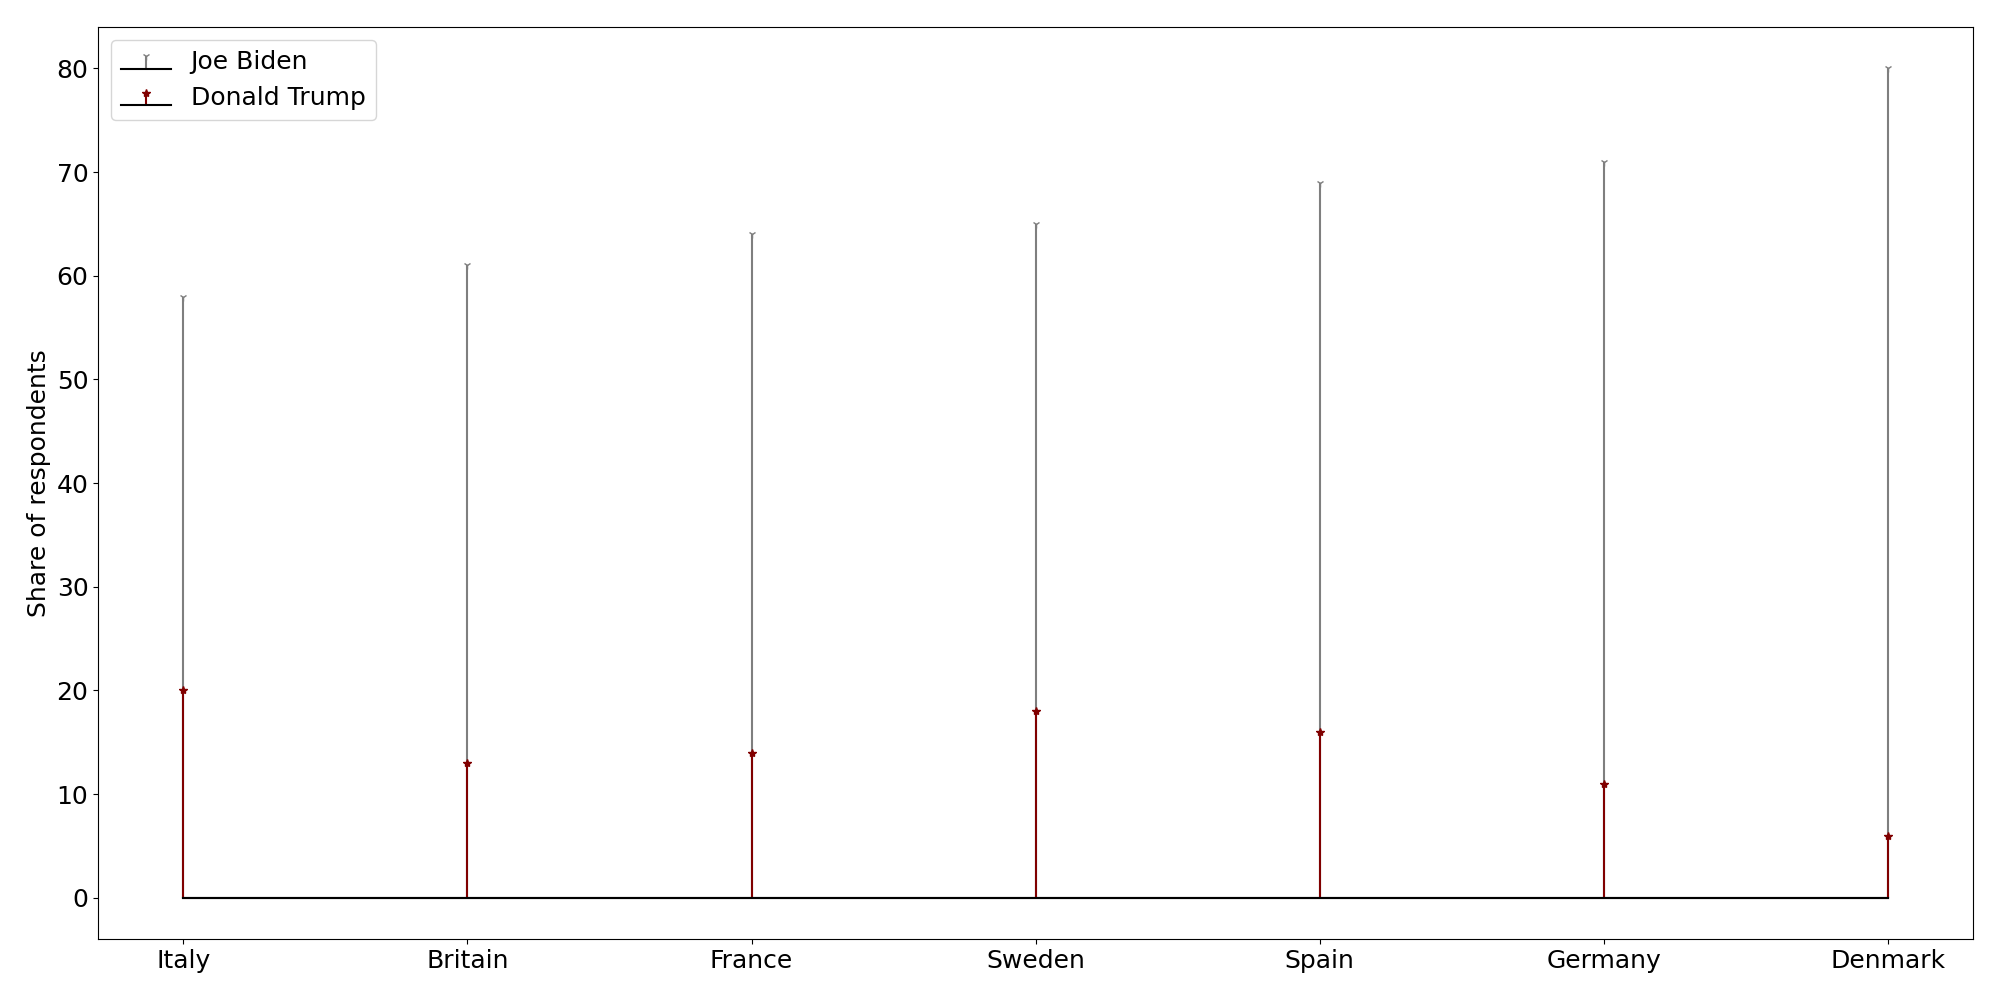 Joe Biden
Donald Trump
Share of respondents
80
70
60
50
40
30
20
10
0
Italy Britain France Sweden Spain Germany Denmark